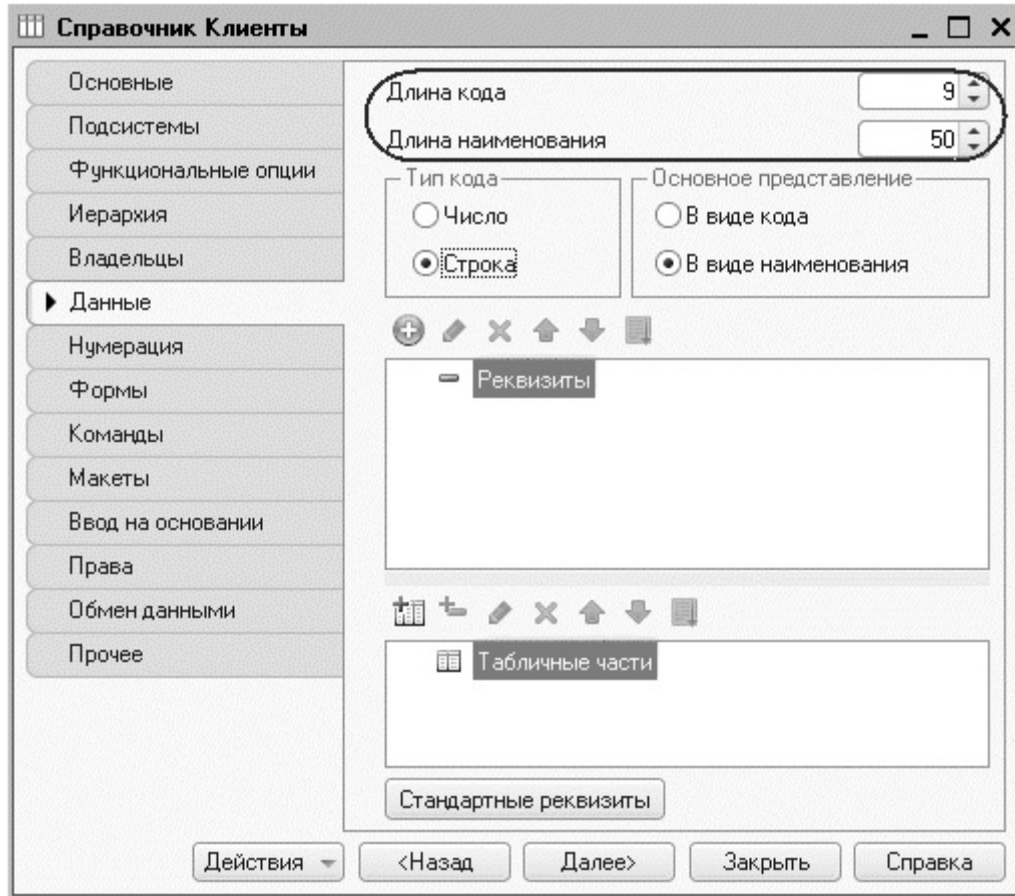 Справочник Клиенты
Основные
Подсистемы
Функциональные опции
Иерархия
Владельцы
Данные
Нумерация
Формы
Команды
Макеты
Ввод на основании
Права
Обмен данными
Прочее
Длина кода 9
Длина наименования 50
Тип кода
Число
Строка
Основное представление
В виде кода
В виде наименования
Реквизиты
Табличные части
Стандартные реквизиты
Действия <Назад Далее> Закрыть Справка